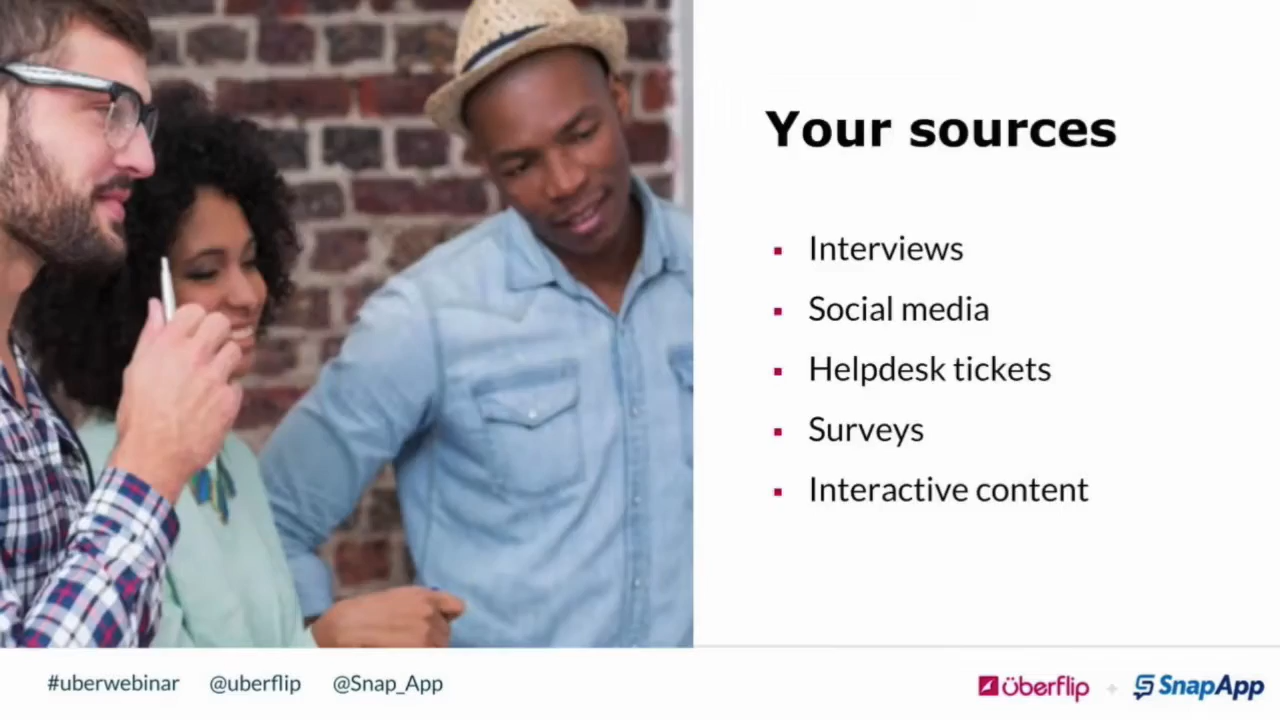 Your sources
▪ Interviews
▪ Social media
▪ Helpdesk tickets
▪ Surveys
▪ Interactive content
#uberwebinar @uberflip @Snap_App
überflip + SnapApp